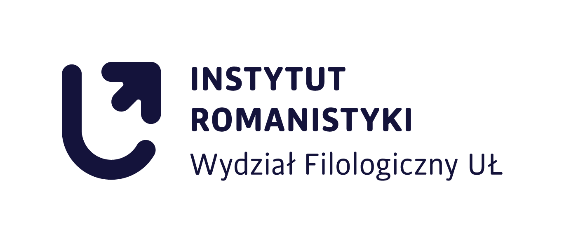 INSTYTUT
ROMANISTYKI
Wydział Filologiczny UŁ